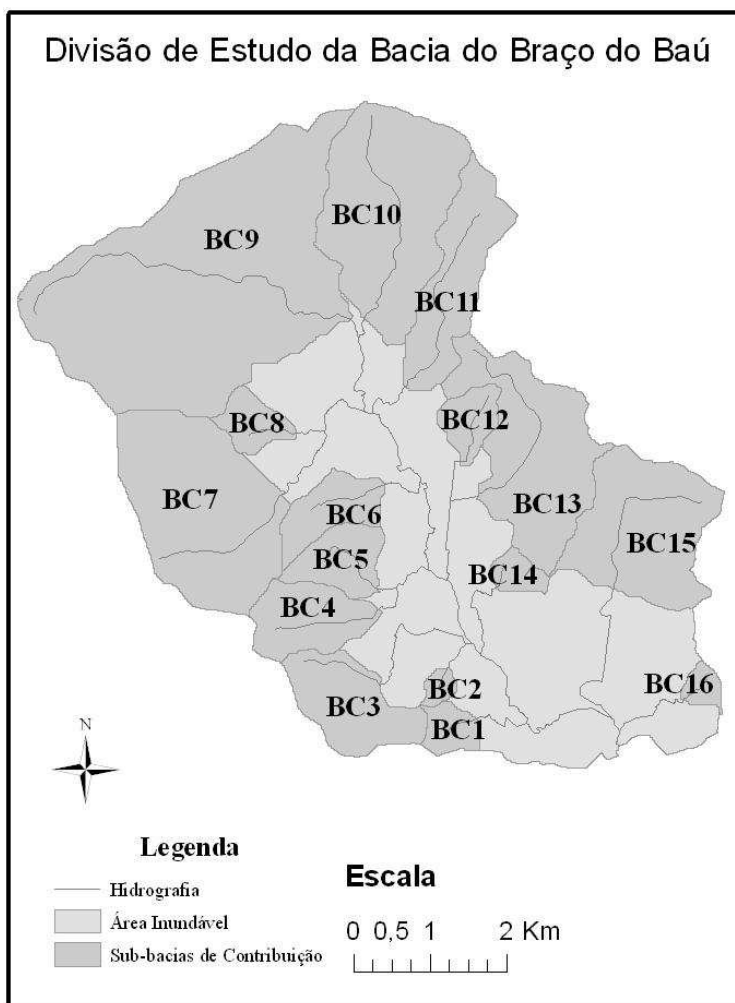 Divisão de Estudo da Bacia do Braço do Baú
BC10
BC9
BC11
BC8
BC12
BC7
BC6
BC13
BC5
BC15
BC14
BC4
BC2
BC16
BC3
BC1
N
Legenda
Hidrografia
Área Inundável
Sub-bacias de Contribuição
Escala
0 0,5 1 2 Km